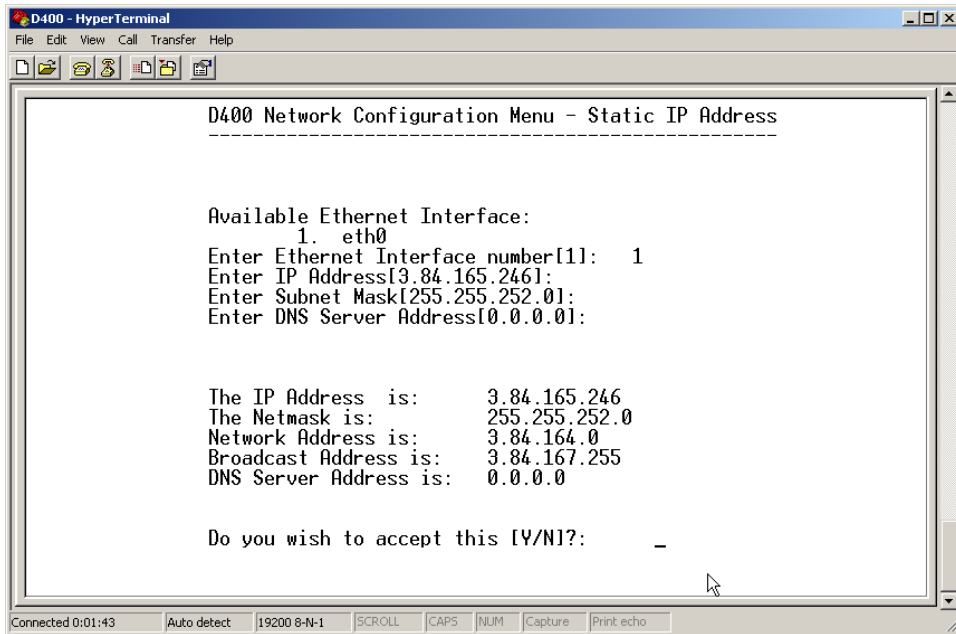 D400 - HyperTerminal
File Edit View Call Transfer Help
D400 Network Configuration Menu - Static IP Address
----------------------------------------------------
Available Ethernet Interface:
1. eth0
Enter Ethernet Interface number[1]: 1
Enter IP Address[3.84.165.246]:
Enter Subnet Mask[255.255.252.0]:
Enter DNS Server Address[0.0.0.0]:
The IP Address is: 3.84.165.246
The Netmask is: 255.255.252.0
Network Address is: 3.84.164.0
Broadcast Address is: 3.84.167.255
DNS Server Address is: 0.0.0.0
Do you wish to accept this [Y/N]?: _
Connected 0:01:43 Auto detect 19200 8-N-1 SCROLL CAPS NUM Capture Print echo